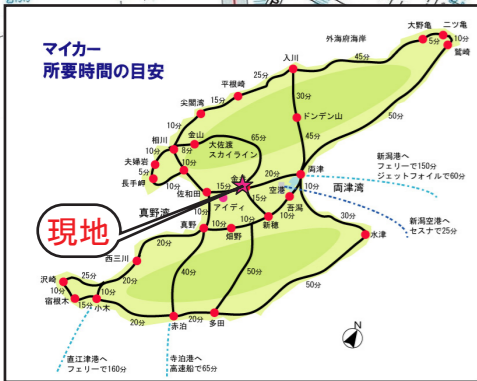 マイカー
所要時間の目安
外海府海岸
大野亀
二ツ亀
5分
10分
鷲崎
入川
45分
25分
平根崎
15分
尖閣湾
30分
50分
10分
ドンデン山
金山
相川
8分
10分
大佐渡
スカイライン
65分
45分
夫婦岩
5分
長手岬
10分
10分
佐和田
15分
金井
20分
両津
新潟港へ
フェリーで150分
ジェットフォイルで60分
両津湾
空港
15分
10分
吾潟
アイディ
真野湾
10分
現地
真野
10分
畑野
10分
新穂
新潟空港へ
セスナで25分
30分
水津
20分
西三川
沢崎
25分
20分
40分
50分
50分
10分
宿根木
15分
10分
小木
20分
赤泊
20分
多田
直江津港へ
フェリーで160分
寺泊港へ
高速船で65分
N